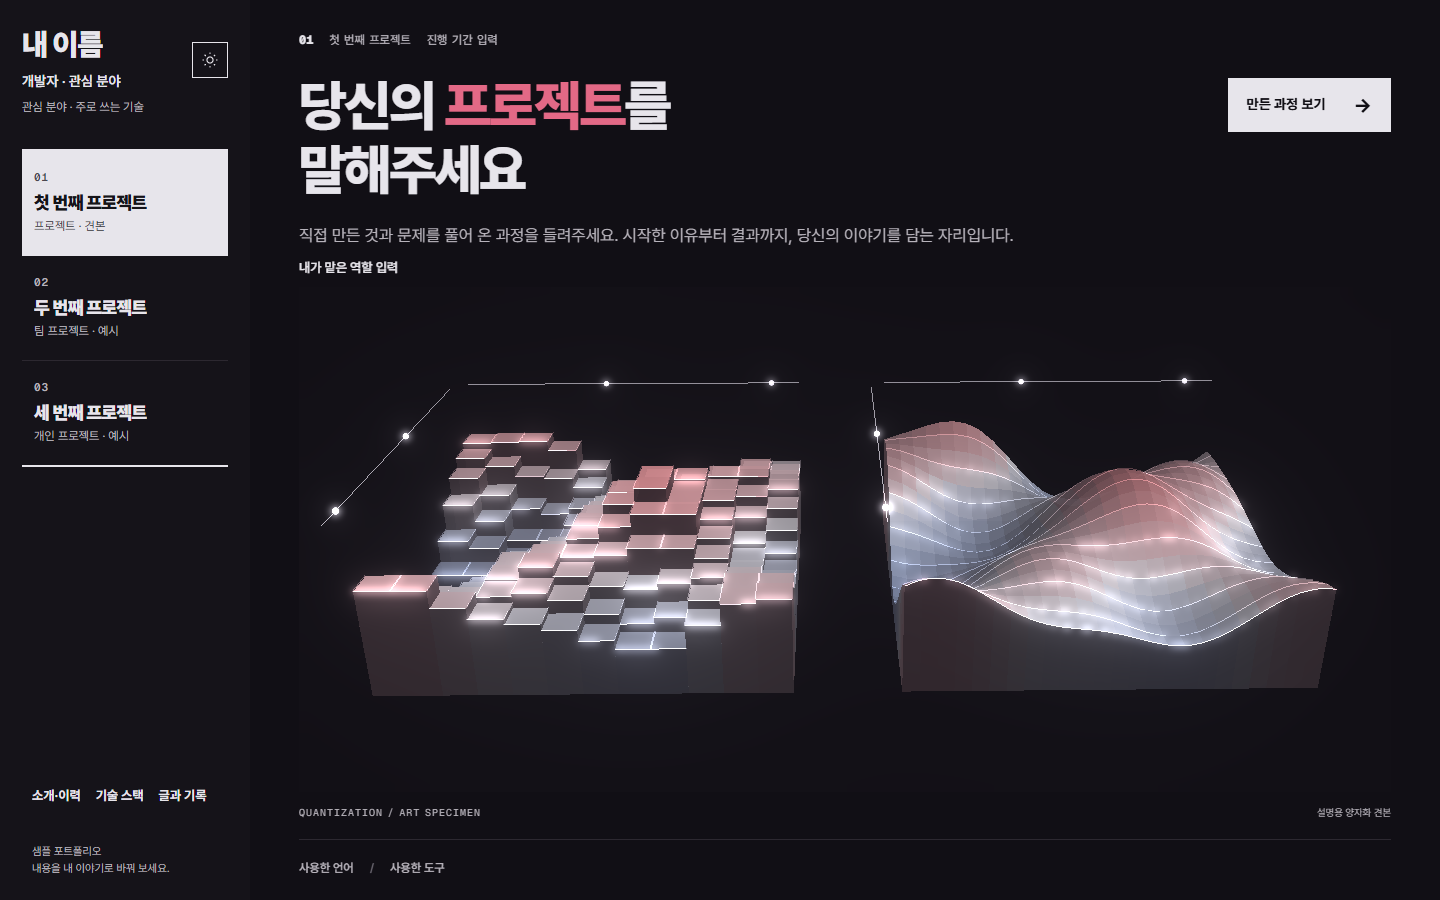 내 이름
개발자 · 관심 분야
관심 분야 · 주로 쓰는 기술
01
첫 번째 프로젝트
프로젝트 · 견본
02
두 번째 프로젝트
팀 프로젝트 · 예시
03
세 번째 프로젝트
개인 프로젝트 · 예시
소개·이력 기술 스택 글과 기록
샘플 포트폴리오
내용을 내 이야기로 바꿔 보세요.
01 첫 번째 프로젝트 진행 기간 입력
당신의 프로젝트를
말해주세요
만든 과정 보기 →
직접 만든 것과 문제를 풀어 온 과정을 들려주세요. 시작한 이유부터 결과까지, 당신의 이야기를 담는 자리입니다.
내가 맡은 역할 입력
QUANTIZATION / ART SPECIMEN
설명용 양자화 견본
사용한 언어 / 사용한 도구